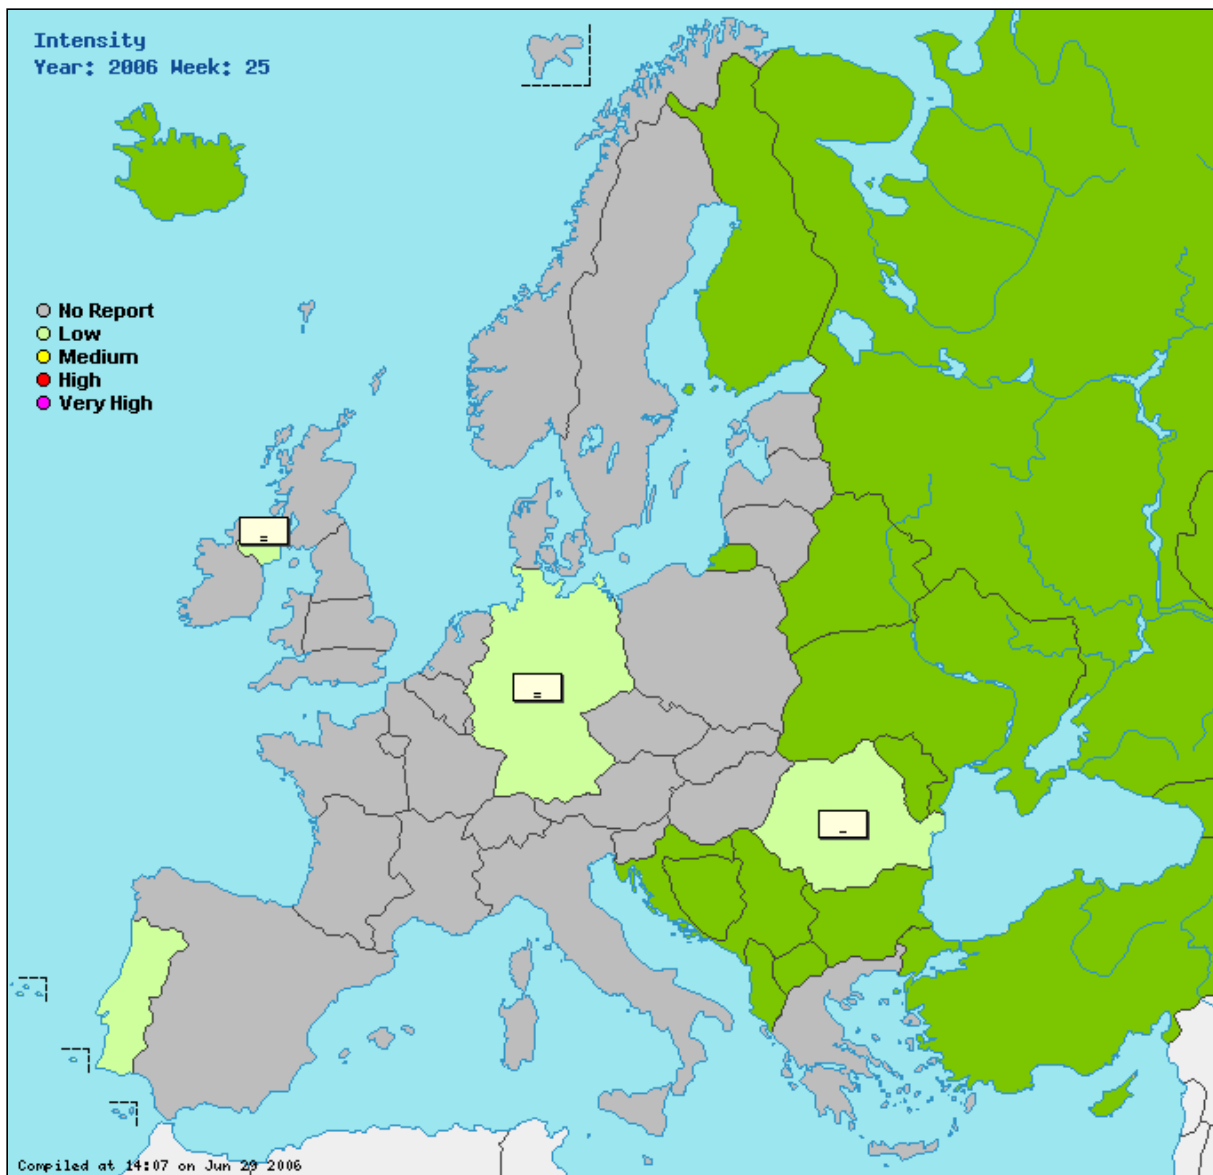 Intensity
Year: 2006 Week: 25
No Report
Low
Medium
High
Very High
=
=
-
Compiled at 14:07 on Jun 29 2006